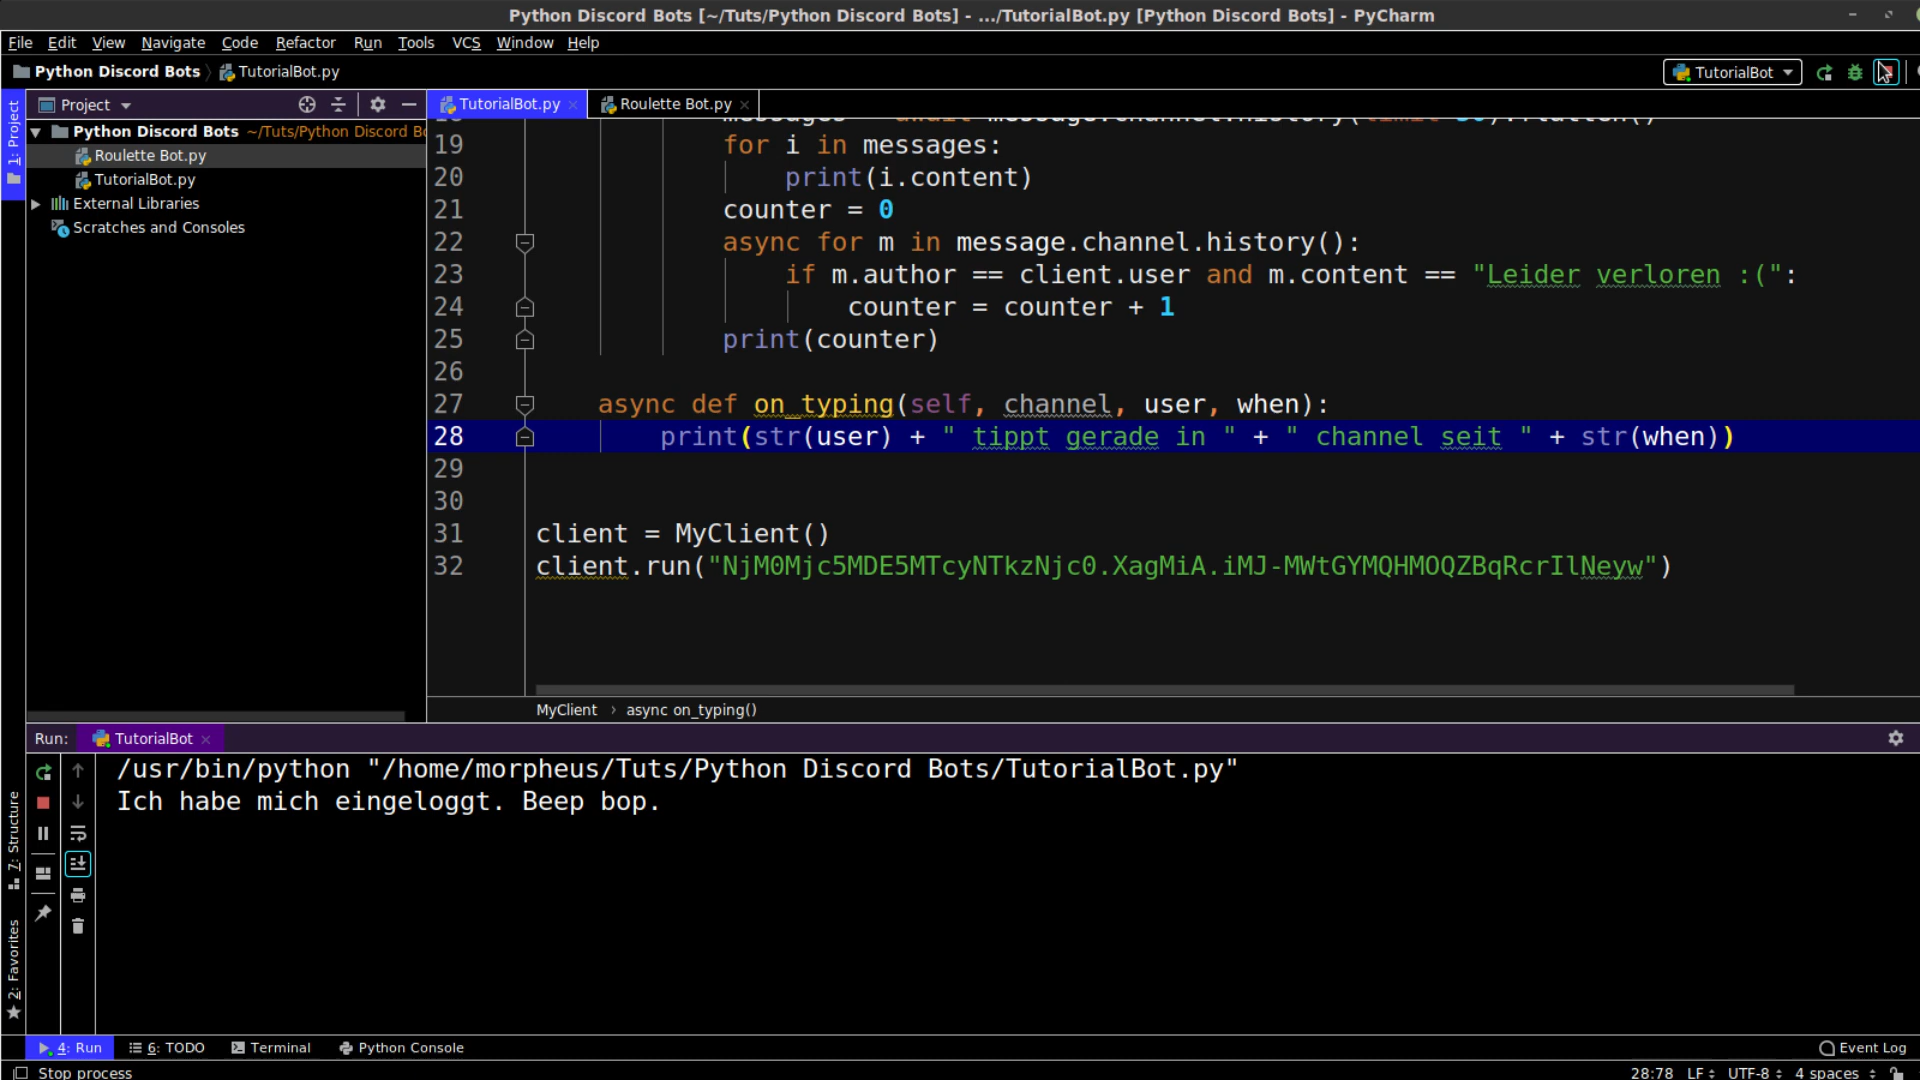 Python Discord Bots [~/Tuts/Python Discord Bots] - .../TutorialBot.py [Python Discord Bots] - PyCharm
File Edit View Navigate Code Refactor Run Tools VCS Window Help
Python Discord Bots TutorialBot.py
TutorialBot
1: Project
Project
TutorialBot.py
Roulette Bot.py
Python Discord Bots ~/Tuts/Python Discord Bo
Roulette Bot.py
TutorialBot.py
External Libraries
Scratches and Consoles
19 for i in messages:
20 print(i.content)
21 counter = 0
22 async for m in message.channel.history():
23 if m.author == client.user and m.content == "Leider verloren :(":
24 counter = counter + 1
25 print(counter)
26
27 async def on_typing(self, channel, user, when):
28 print(str(user) + " tippt gerade in " + " channel seit " + str(when))
29
30
31 client = MyClient()
32 client.run("NjM0Mjc5MDE5MTcyNTkzNjc0.XagMiA.iMJ-MWtGYMQHMOQZBqRcrIlNeyw")
MyClient › async on_typing()
Run: TutorialBot
/usr/bin/python "/home/morpheus/Tuts/Python Discord Bots/TutorialBot.py"
Ich habe mich eingeloggt. Beep bop.
7: Structure
2: Favorites
4: Run 6: TODO Terminal Python Console Event Log
Stop process 28:78 LF UTF-8 4 spaces